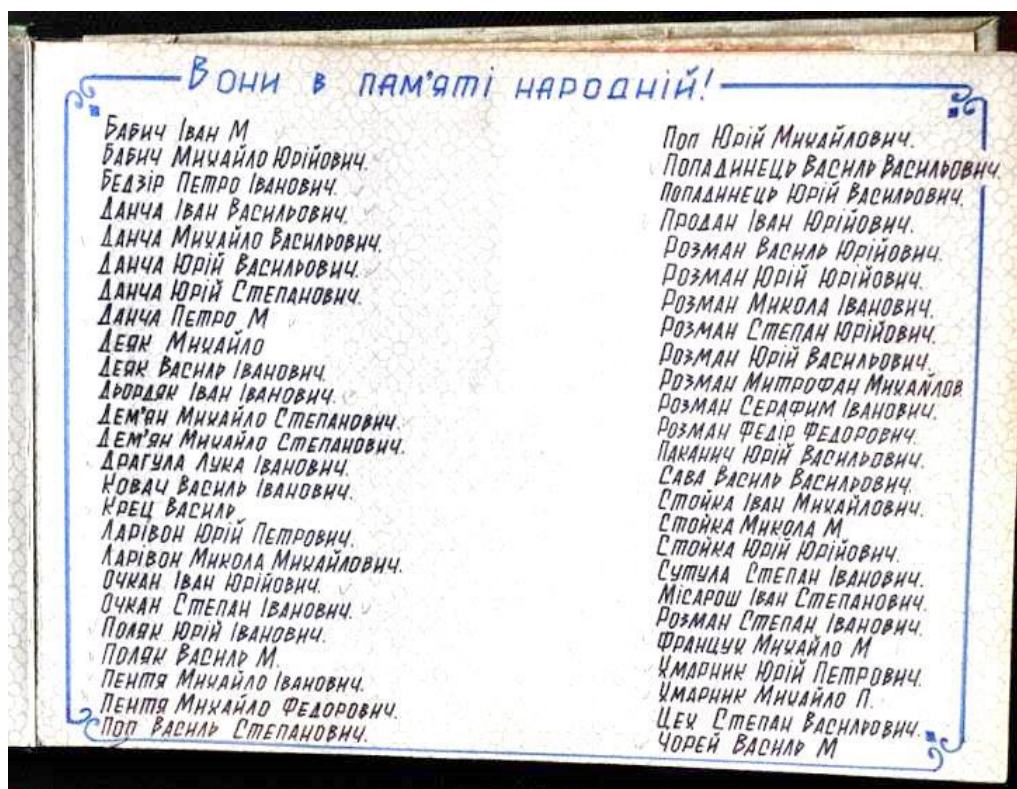 Вони в пам'яті народній!
Бабич Іван М
Бабич Михайло Юрійович.
Бедзір Петро Іванович.
Данча Іван Васильович.
Данча Михайло Васильович.
Данча Юрій Васильович.
Данча Юрій Степанович.
Данча Петро М
Деяк Михайло
Деяк Василь Іванович.
Дьордяк Іван Іванович.
Дем'ян Михайло Степанович.
Дем'ян Михайло Степанович.
Драгула Лука Іванович.
Ковач Василь Іванович.
Крец Василь
Ларівон Юрій Петрович.
Ларівон Микола Михайлович.
Очкан Іван Юрійович.
Очкан Степан Іванович.
Поляк Юрій Іванович.
Поляк Василь М.
Пентя Михайло Іванович.
Пентя Михайло Федорович.
Поп Василь Степанович.
Поп Юрій Михайлович.
Попадинець Василь Васильович
Попадинець Юрій Васильович.
Продан Іван Юрійович.
Розман Василь Юрійович.
Розман Юрій Юрійович.
Розман Микола Іванович.
Розман Степан Юрійович.
Розман Юрій Васильович.
Розман Митрофан Михайлов
Розман Серафим Іванович.
Розман Федір Федорович.
Паканич Юрій Васильович.
Сава Василь Васильович.
Стойка Іван Михайлович.
Стойка Микола М
Стойка Юрій Юрійович.
Сутула Степан Іванович.
Місарош Іван Степанович.
Розман Степан Іванович.
Францух Михайло М
Хмарник Юрій Петрович.
Хмарник Михайло П.
Цех Степан Васильович.
Чорей Василь М